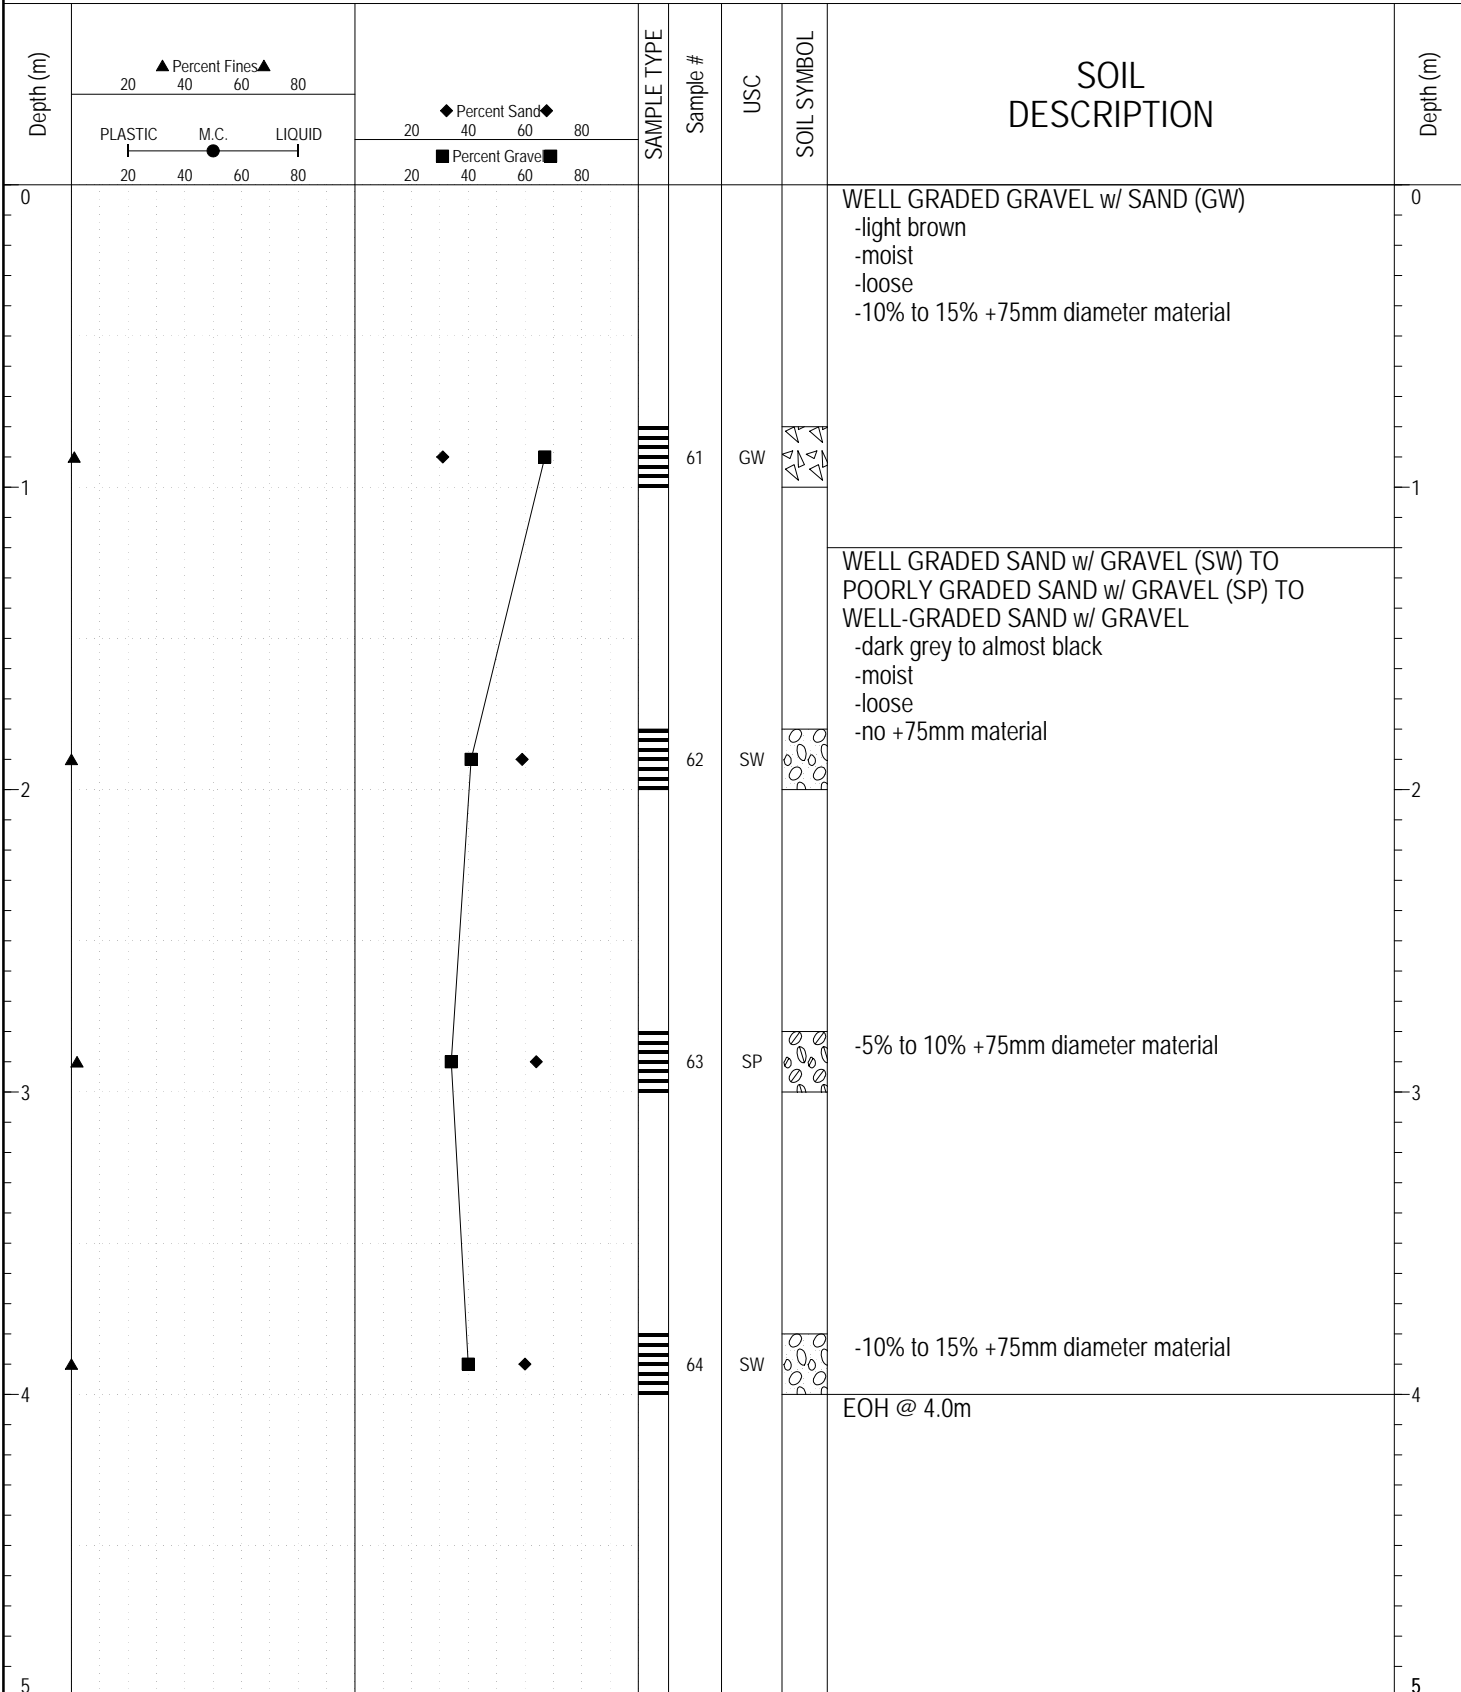 Depth (m)
▲ Percent Fines▲
20 40 60 80
PLASTIC M.C. LIQUID
20 40 60 80
◆ Percent Sand◆
20 40 60 80
■ Percent Gravel■
20 40 60 80
SAMPLE TYPE
Sample #
USC
SOIL SYMBOL
SOIL
DESCRIPTION
Depth (m)
0 0
WELL GRADED GRAVEL w/ SAND (GW)
-light brown
-moist
-loose
-10% to 15% +75mm diameter material
61 GW
1 1
WELL GRADED SAND w/ GRAVEL (SW) TO
POORLY GRADED SAND w/ GRAVEL (SP) TO
WELL-GRADED SAND w/ GRAVEL
-dark grey to almost black
-moist
-loose
-no +75mm material
62 SW
2 2
-5% to 10% +75mm diameter material
63 SP
3 3
-10% to 15% +75mm diameter material
64 SW
4 4
EOH @ 4.0m
5 5